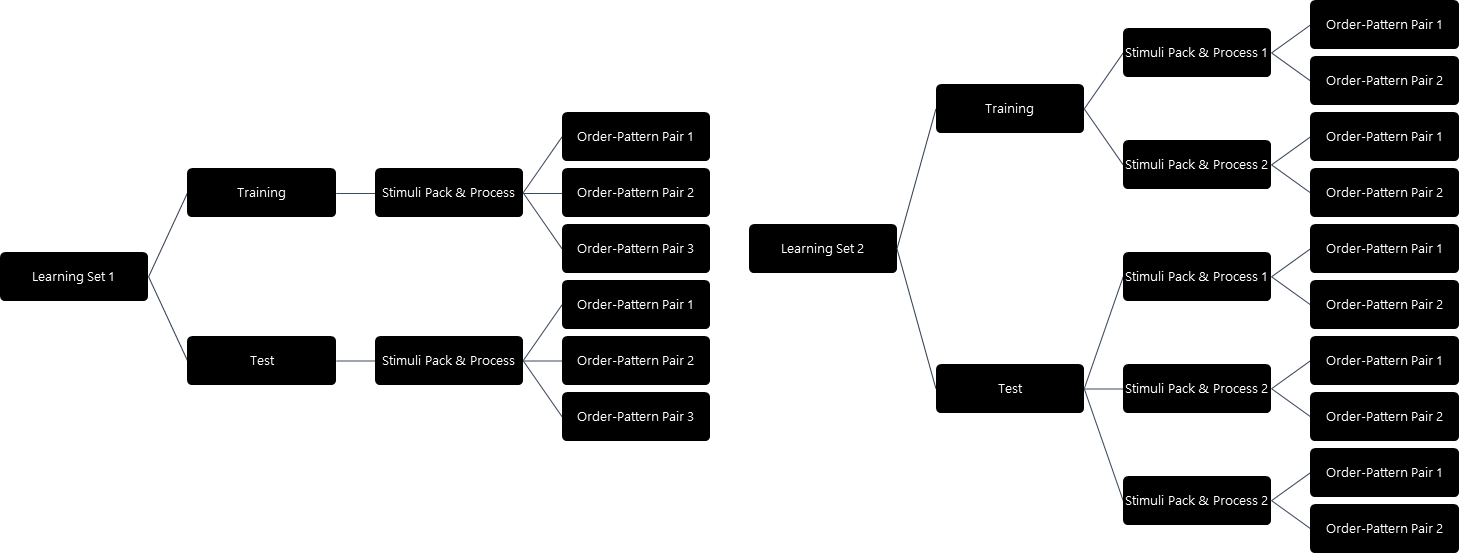 Learning Set 1
Training
Stimuli Pack & Process
Order-Pattern Pair 1
Order-Pattern Pair 2
Order-Pattern Pair 3
Test
Stimuli Pack & Process
Order-Pattern Pair 1
Order-Pattern Pair 2
Order-Pattern Pair 3
Learning Set 2
Training
Stimuli Pack & Process 1
Order-Pattern Pair 1
Order-Pattern Pair 2
Stimuli Pack & Process 2
Order-Pattern Pair 1
Order-Pattern Pair 2
Test
Stimuli Pack & Process 1
Order-Pattern Pair 1
Order-Pattern Pair 2
Stimuli Pack & Process 2
Order-Pattern Pair 1
Order-Pattern Pair 2
Stimuli Pack & Process 2
Order-Pattern Pair 1
Order-Pattern Pair 2